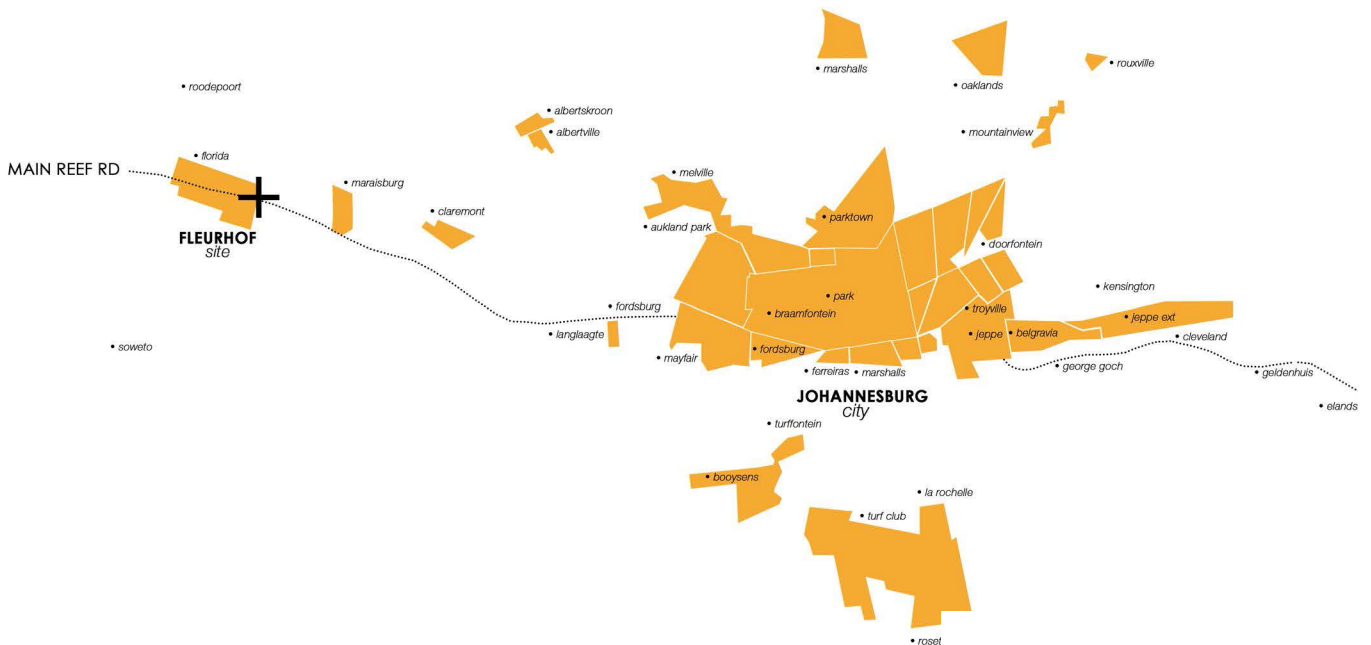 marshalls
rouxville
oaklands
roodepoort
albertskroon
albertville
mountainview
florida
MAIN REEF RD
melville
maraisburg
claremont
parktown
aukland park
FLEURHOF
site
doorfontein
kensington
park
fordsburg
braamfontein
troyville
jeppe ext
langlaagte
jeppe
belgravia
cleveland
soweto
fordsburg
mayfair
george goch
ferreiras
marshalls
geldenhuis
JOHANNESBURG
city
elands
turffontein
booysens
la rochelle
turf club
roset